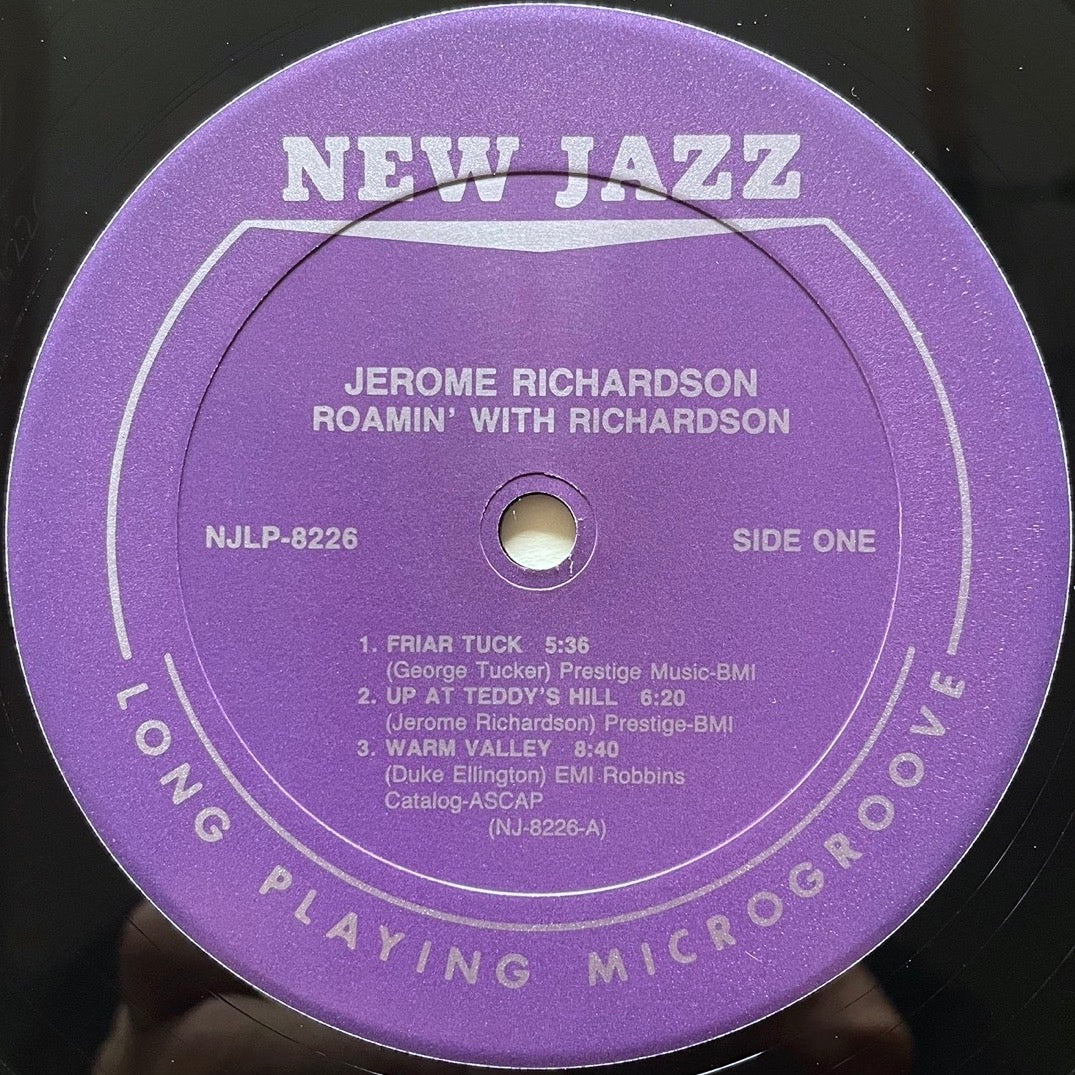 NEW JAZZ
JEROME RICHARDSON
ROAMIN' WITH RICHARDSON
NJLP-8226
SIDE ONE
1. FRIAR TUCK 5:36
(George Tucker) Prestige Music-BMI
2. UP AT TEDDY'S HILL 6:20
(Jerome Richardson) Prestige-BMI
3. WARM VALLEY 8:40
(Duke Ellington) EMI Robbins
Catalog-ASCAP
(NJ-8226-A)
LONG PLAYING MICROGROOVE